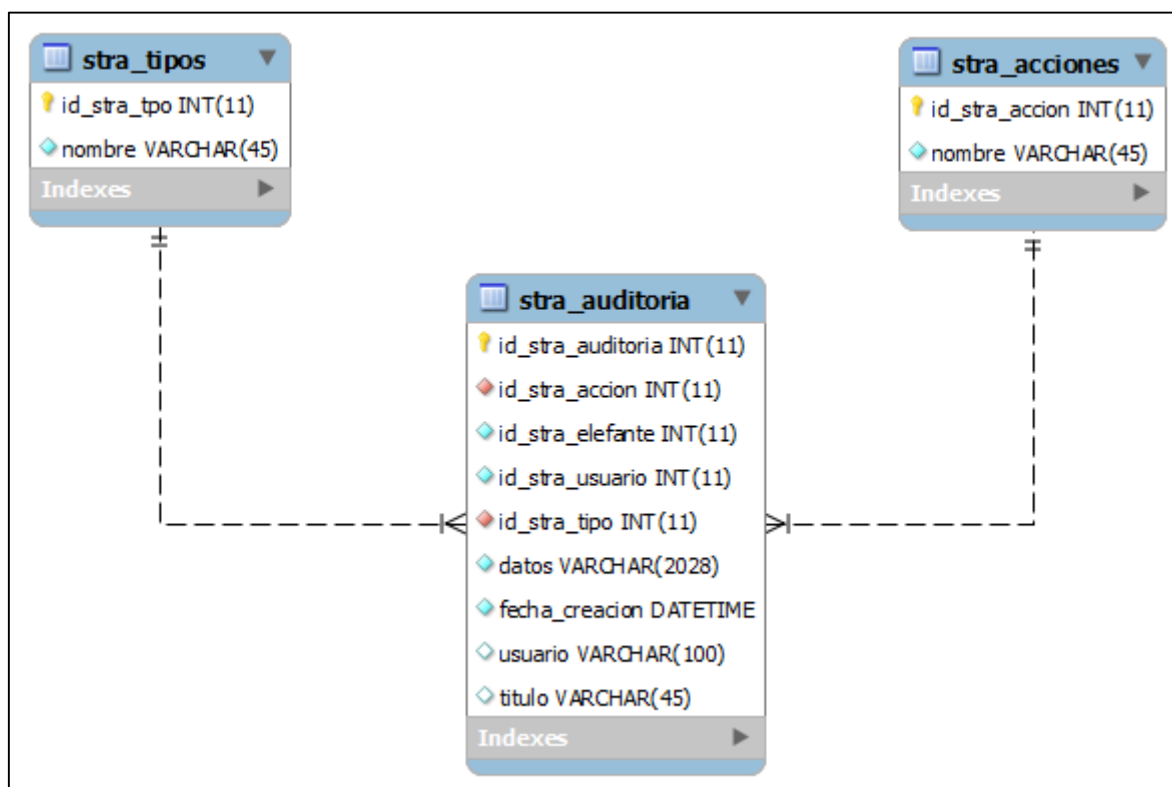 stra_tipos
id_stra_tpo INT(11)
nombre VARCHAR(45)
Indexes
stra_acciones
id_stra_accion INT(11)
nombre VARCHAR(45)
Indexes
stra_auditoria
id_stra_auditoria INT(11)
id_stra_accion INT(11)
id_stra_elefante INT(11)
id_stra_usuario INT(11)
id_stra_tipo INT(11)
datos VARCHAR(2028)
fecha_creacion DATETIME
usuario VARCHAR(100)
titulo VARCHAR(45)
Indexes